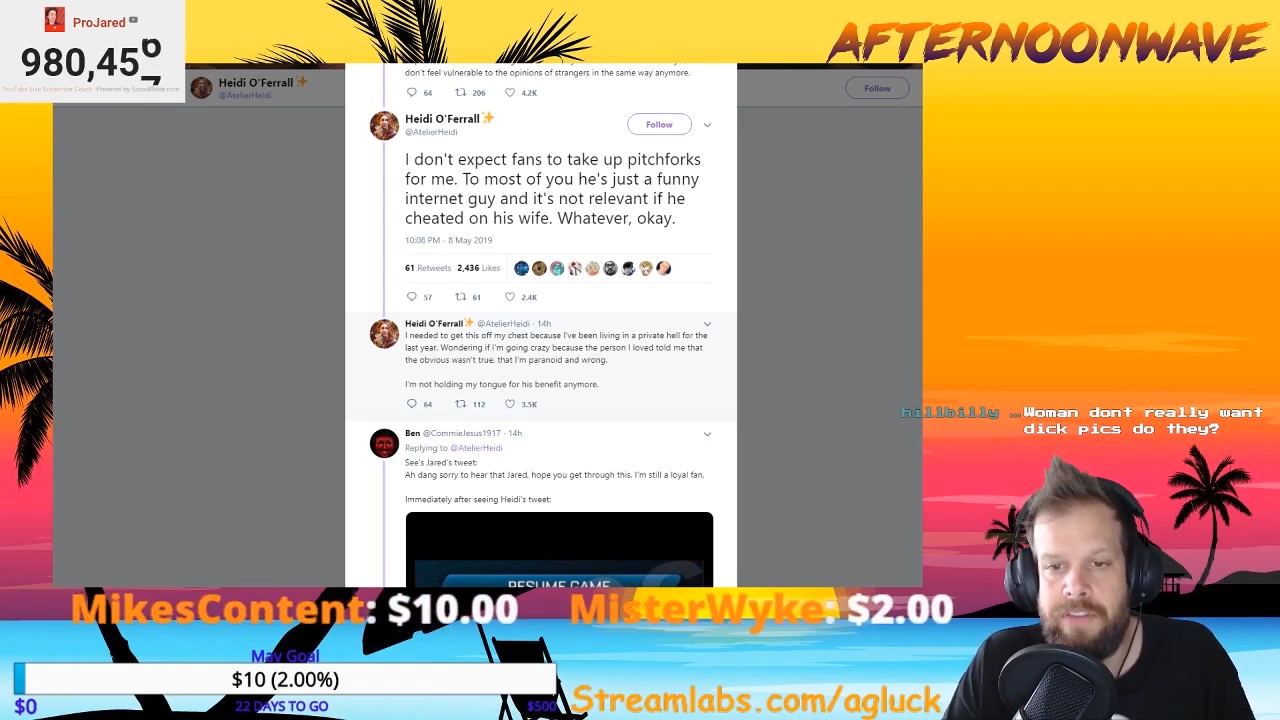 ProJared
980,45
YouTube Live Subscriber Count - Powered by SocialBlade.com
AFTERNOONWAVE
Heidi O'Ferrall✨
@AtelierHeidi
Follow
don't feel vulnerable to the opinions of strangers in the same way anymore.
64 206 4.2K
Heidi O'Ferrall✨
@AtelierHeidi
Follow
I don't expect fans to take up pitchforks
for me. To most of you he's just a funny
internet guy and it's not relevant if he
cheated on his wife. Whatever, okay.
10:08 PM - 8 May 2019
61 Retweets 2,436 Likes
57 61 2.4K
Heidi O'Ferrall✨ @AtelierHeidi · 14h
I needed to get this off my chest because I've been living in a private hell for the
last year. Wondering if I'm going crazy because the person I loved told me that
the obvious wasn't true, that I'm paranoid and wrong.
I'm not holding my tongue for his benefit anymore.
64 112 3.5K
Ben @CommieJesus1917 · 14h
Replying to @AtelierHeidi
See's Jared's tweet:
Ah dang sorry to hear that Jared, hope you get through this. I'm still a loyal fan.
Immediately after seeing Heidi's tweet:
RESUME GAME
hillbilly ...Woman dont really want
dick pics do they?
MikesContent: $10.00 MisterWyke: $2.00
May Goal
$10 (2.00%)
$0 22 DAYS TO GO $500
Streamlabs.com/agluck